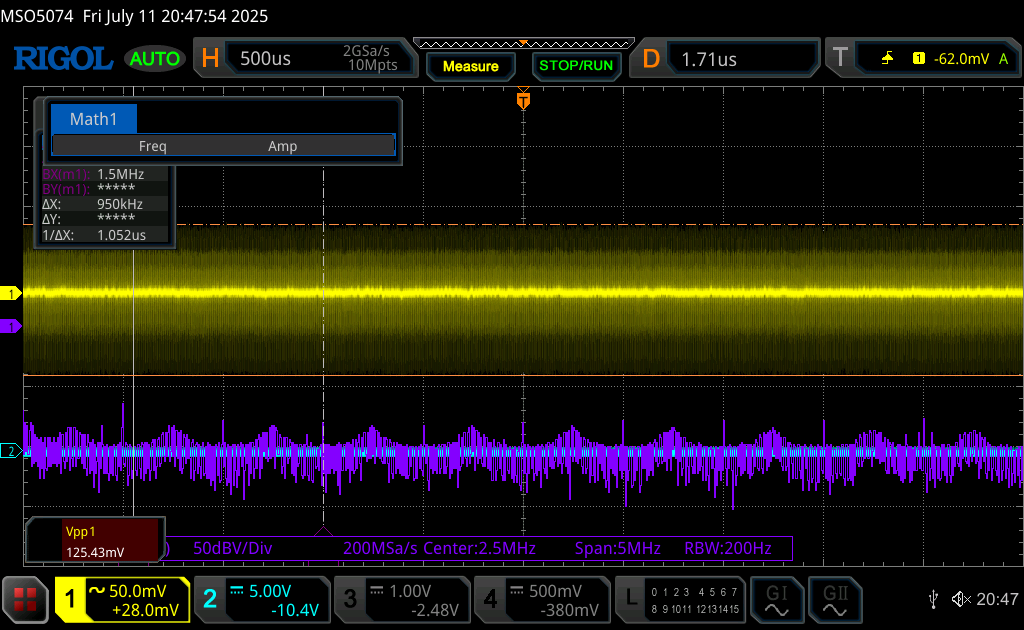 MSO5074 Fri July 11 20:47:54 2025
RIGOL AUTO H 500us 2GSa/s 10Mpts Measure STOP/RUN D 1.71us T 1 -62.0mV A
T
Math1
Freq Amp
BX(m1): 1.5MHz
BY(m1): *****
ΔX: 950kHz
ΔY: *****
1/ΔX: 1.052us
1
1
2
Vpp1
125.43mV
) 50dBV/Div 200MSa/s Center:2.5MHz Span:5MHz RBW:200Hz
1 50.0mV +28.0mV
2 5.00V -10.4V
3 1.00V -2.48V
4 500mV -380mV
L 0 1 2 3 4 5 6 7
8 9 10 11 12 13 14 15
GI GII
20:47